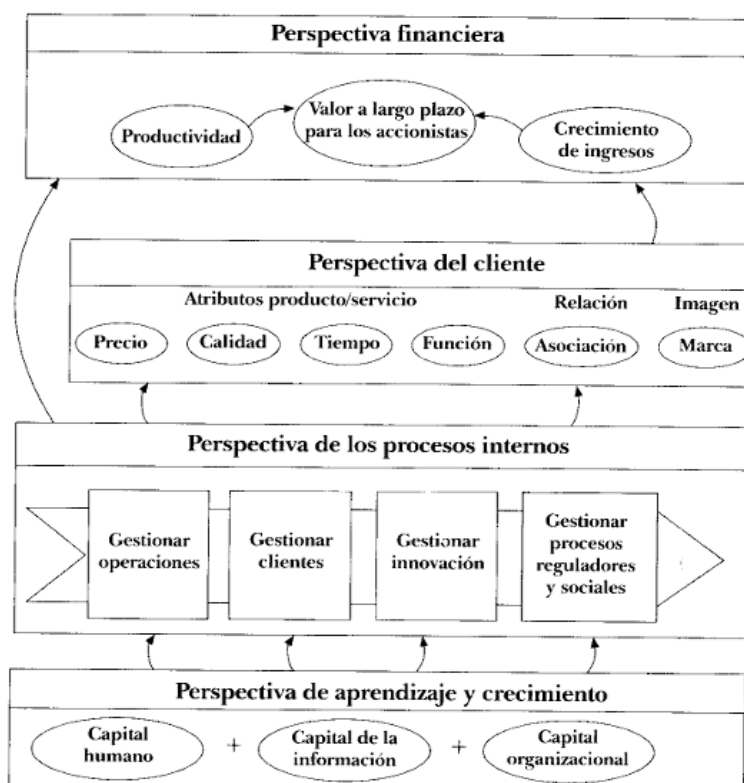 Perspectiva financiera
Productividad
Valor a largo plazo
para los accionistas
Crecimiento
de ingresos
Perspectiva del cliente
Atributos producto/servicio
Relación
Imagen
Precio
Calidad
Tiempo
Función
Asociación
Marca
Perspectiva de los procesos internos
Gestionar
operaciones
Gestionar
clientes
Gestionar
innovación
Gestionar
procesos
reguladores
y sociales
Perspectiva de aprendizaje y crecimiento
Capital
humano
+
Capital de la
información
+
Capital
organizacional